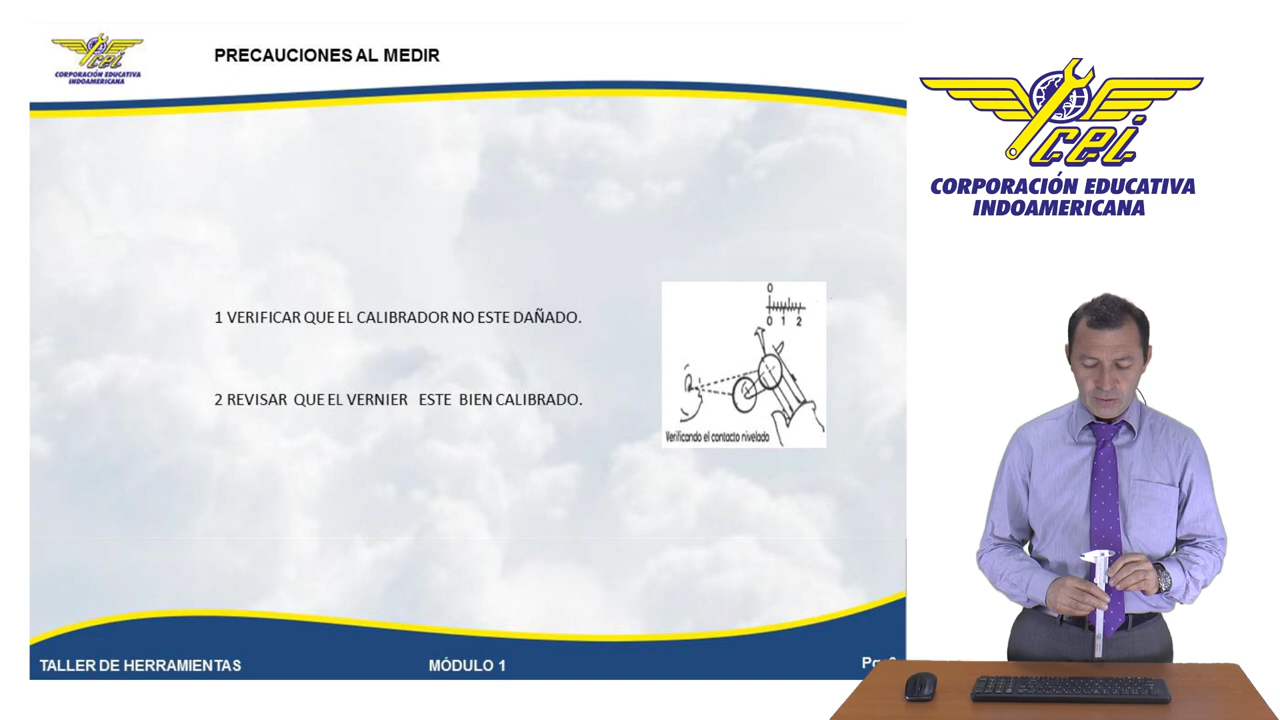 cei
CORPORACIÓN EDUCATIVA
INDOAMERICANA
PRECAUCIONES AL MEDIR
1 VERIFICAR QUE EL CALIBRADOR NO ESTE DAÑADO.
2 REVISAR QUE EL VERNIER ESTE BIEN CALIBRADO.
0
0 1 2
Verificando el contacto nivelado
TALLER DE HERRAMIENTAS
MÓDULO 1
cei
CORPORACIÓN EDUCATIVA
INDOAMERICANA